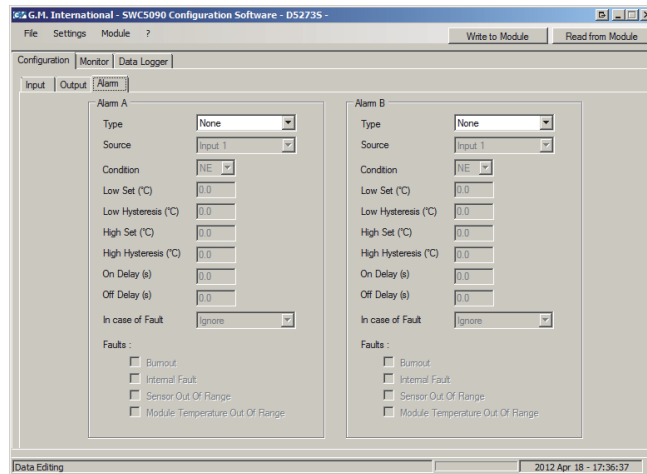 G.M. International - SWC5090 Configuration Software - D5273S -
File Settings Module ?
Write to Module Read from Module
Configuration Monitor Data Logger
Input Output Alarm
Alarm A
Type None
Source Input 1
Condition NE
Low Set (°C) 0.0
Low Hysteresis (°C) 0.0
High Set (°C) 0.0
High Hysteresis (°C) 0.0
On Delay (s) 0.0
Off Delay (s) 0.0
In case of Fault Ignore
Faults :
Burnout
Internal Fault
Sensor Out Of Range
Module Temperature Out Of Range
Alarm B
Type None
Source Input 1
Condition NE
Low Set (°C) 0.0
Low Hysteresis (°C) 0.0
High Set (°C) 0.0
High Hysteresis (°C) 0.0
On Delay (s) 0.0
Off Delay (s) 0.0
In case of Fault Ignore
Faults :
Burnout
Internal Fault
Sensor Out Of Range
Module Temperature Out Of Range
Data Editing 2012 Apr 18 - 17:36:37